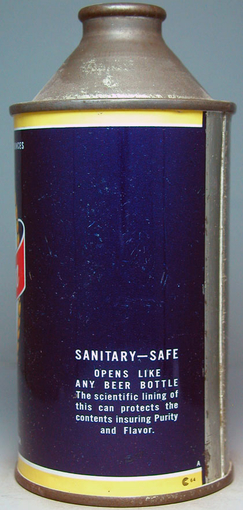 SANITARY—SAFE
OPENS LIKE
ANY BEER BOTTLE
The scientific lining of
this can protects the
contents insuring Purity
and Flavor.
A